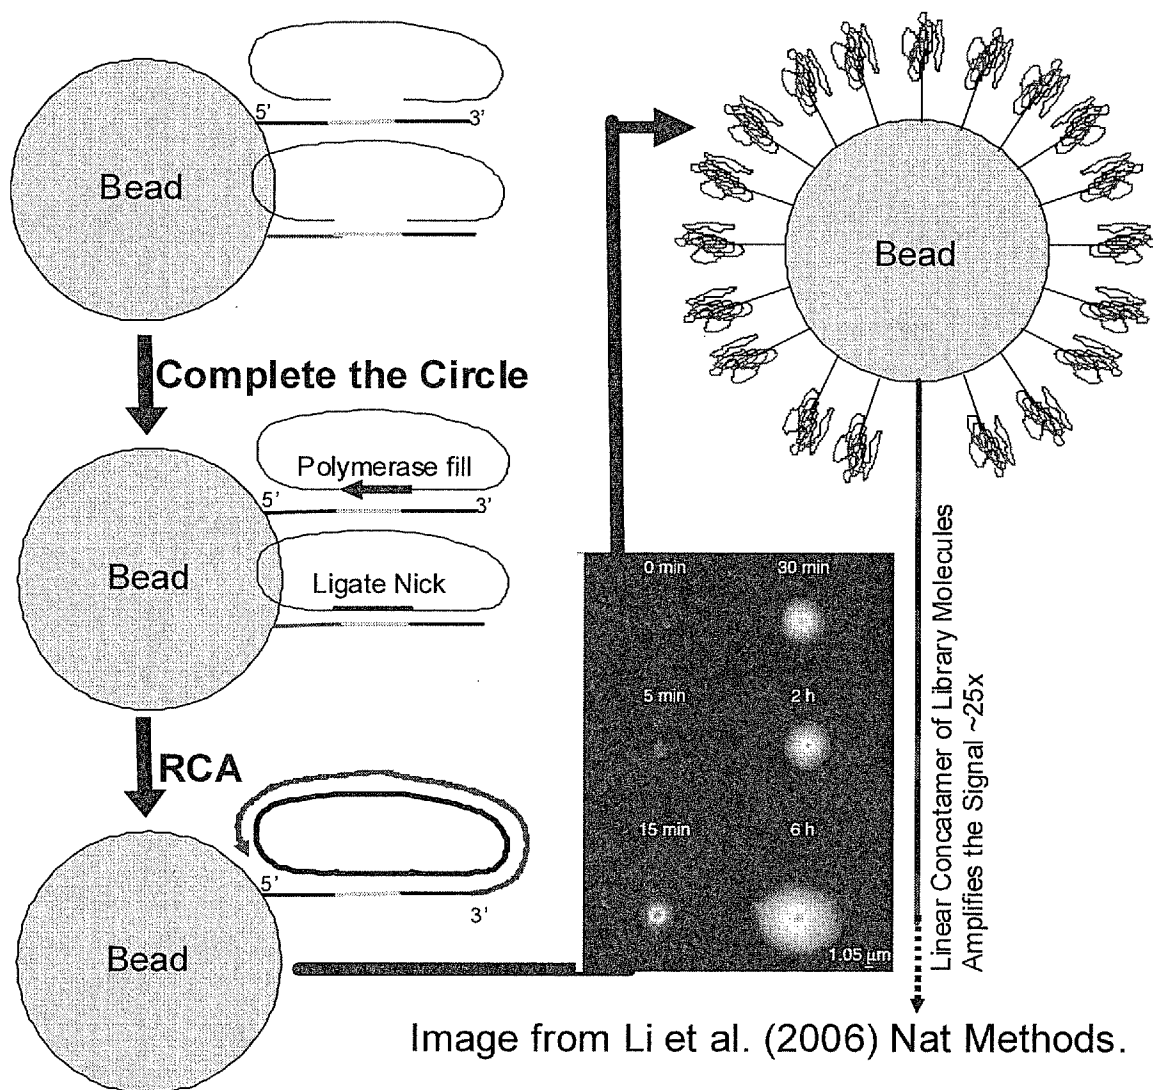 5'
3'
Bead
Complete the Circle
Polymerase fill
5'
3'
Bead
Ligate Nick
RCA
5'
3'
Bead
0 min
30 min
5 min
2 h
15 min
6 h
1.05 µm
Bead
Linear Concatamer of Library Molecules
Amplifies the Signal ~25x
Image from Li et al. (2006) Nat Methods.